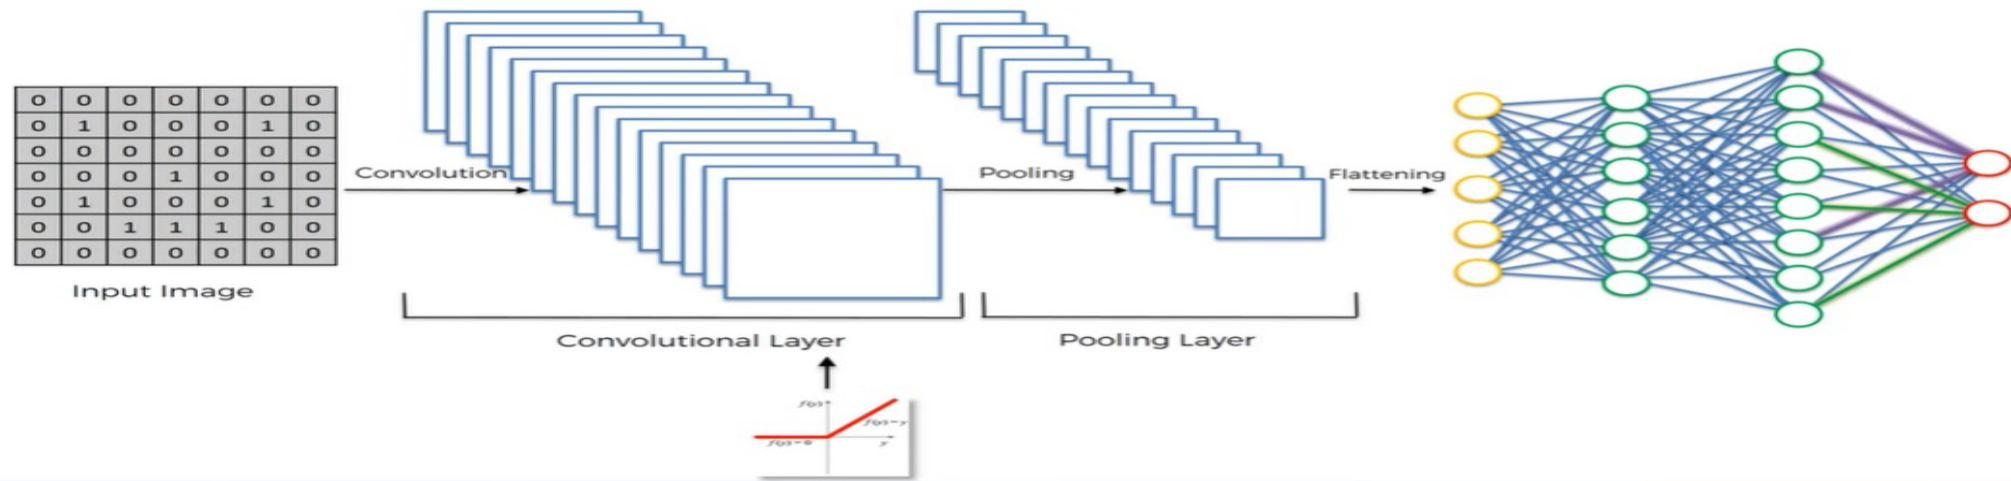 0 0 0 0 0 0 0
0 1 0 0 0 1 0
0 0 0 0 0 0 0
0 0 0 1 0 0 0
0 1 0 0 0 1 0
0 0 1 1 1 0 0
0 0 0 0 0 0 0
Input Image
Convolution
Convolutional Layer
Pooling
Pooling Layer
Flattening
f(y)
f(y)=y
f(y)=0
y